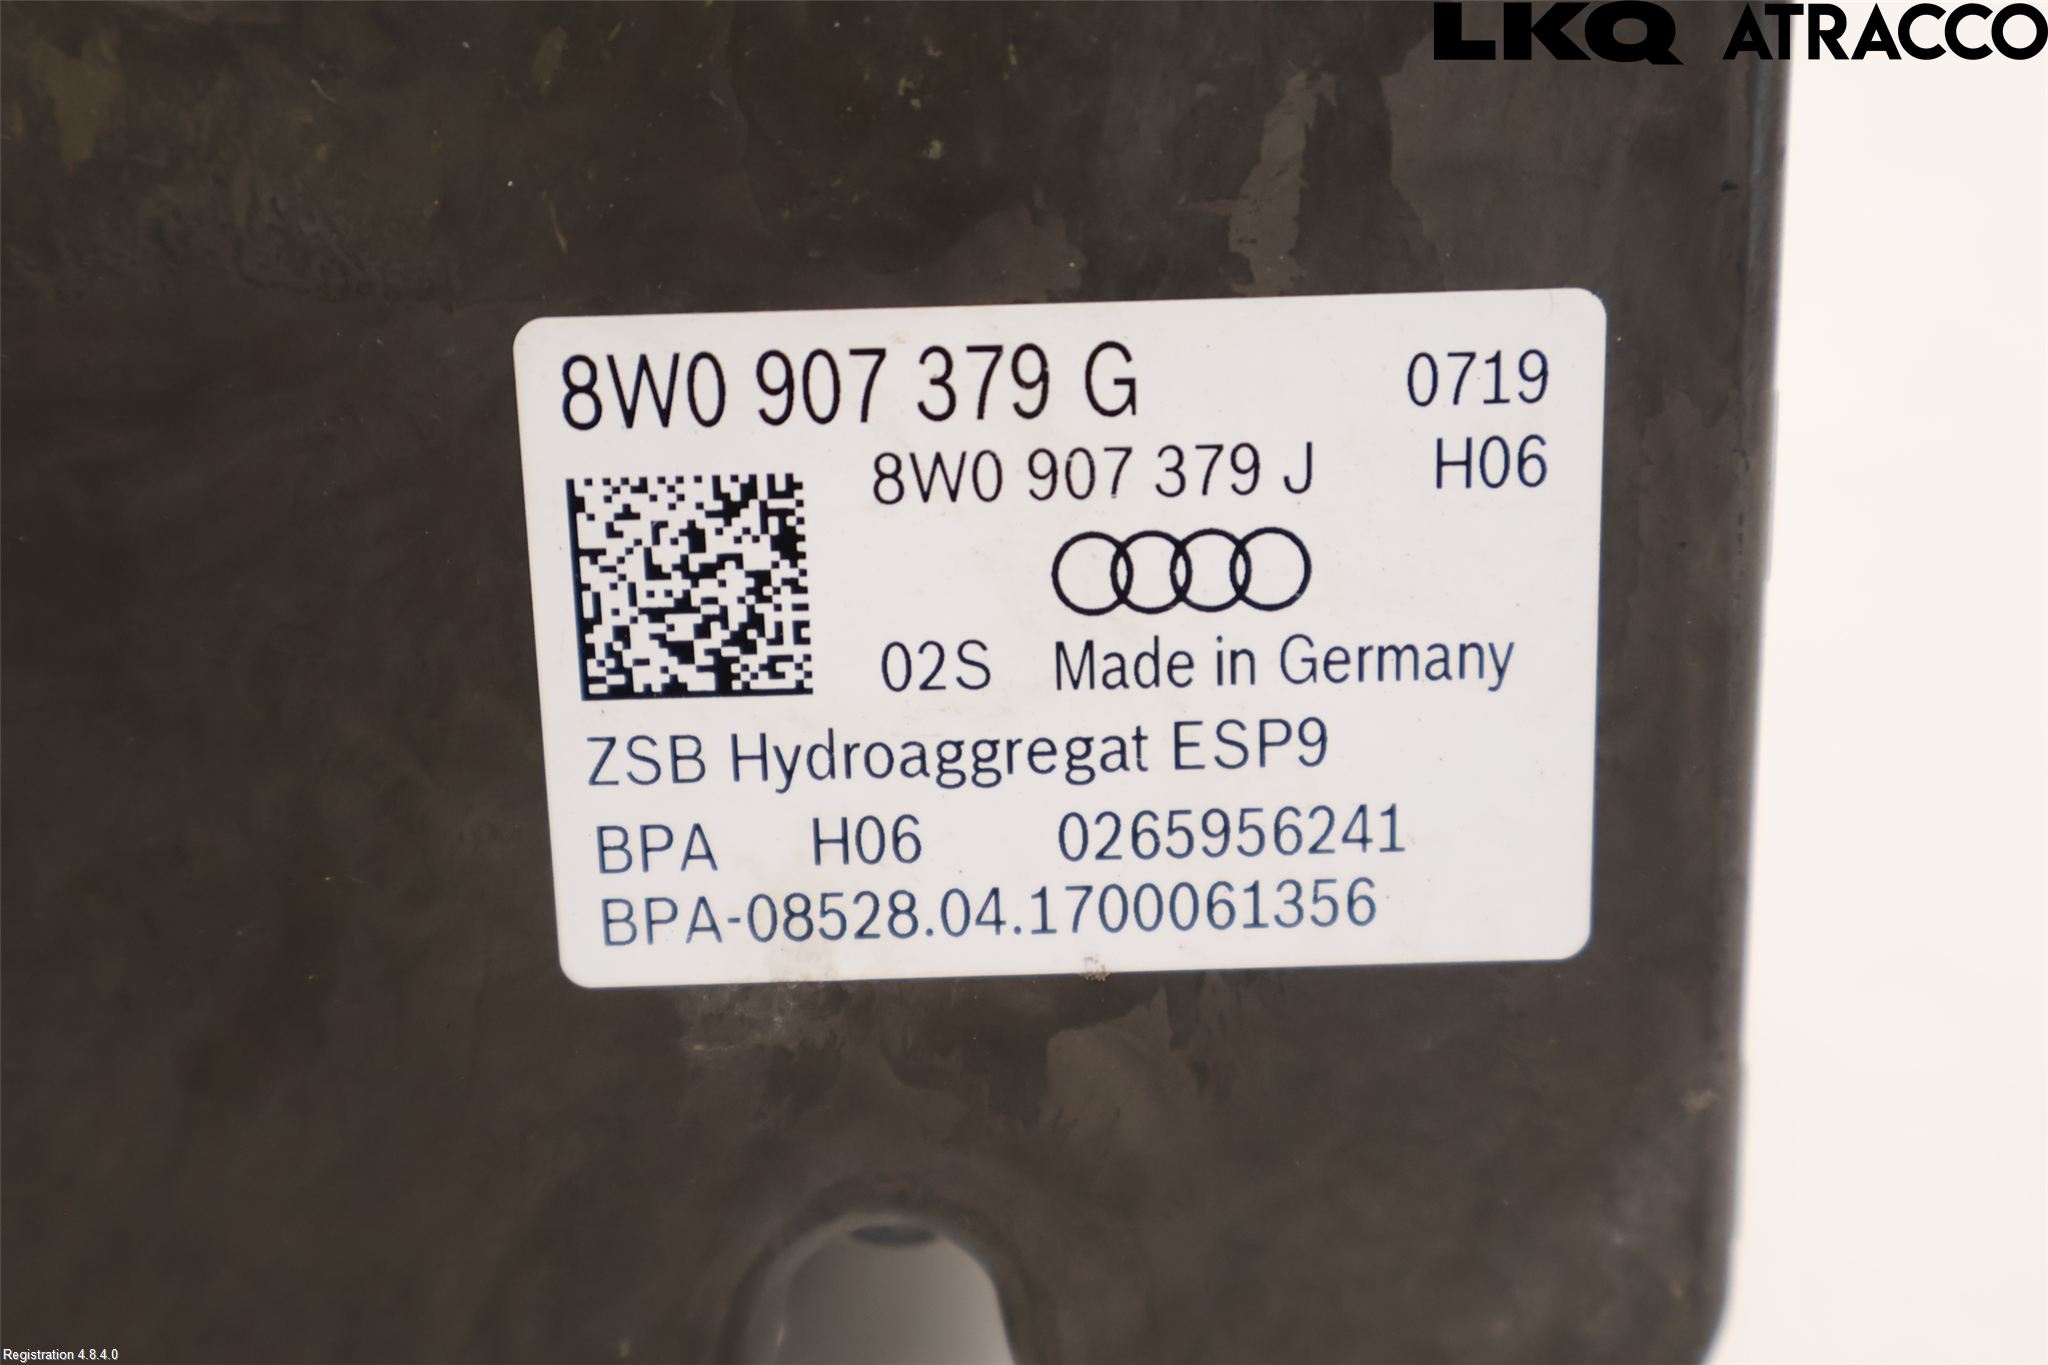 LKQ ATRACCO
8W0 907 379 G 0719
8W0 907 379 J H06
02S Made in Germany
ZSB Hydroaggregat ESP9
BPA H06 0265956241
BPA-08528.04.1700061356
Registration 4.8.4.0